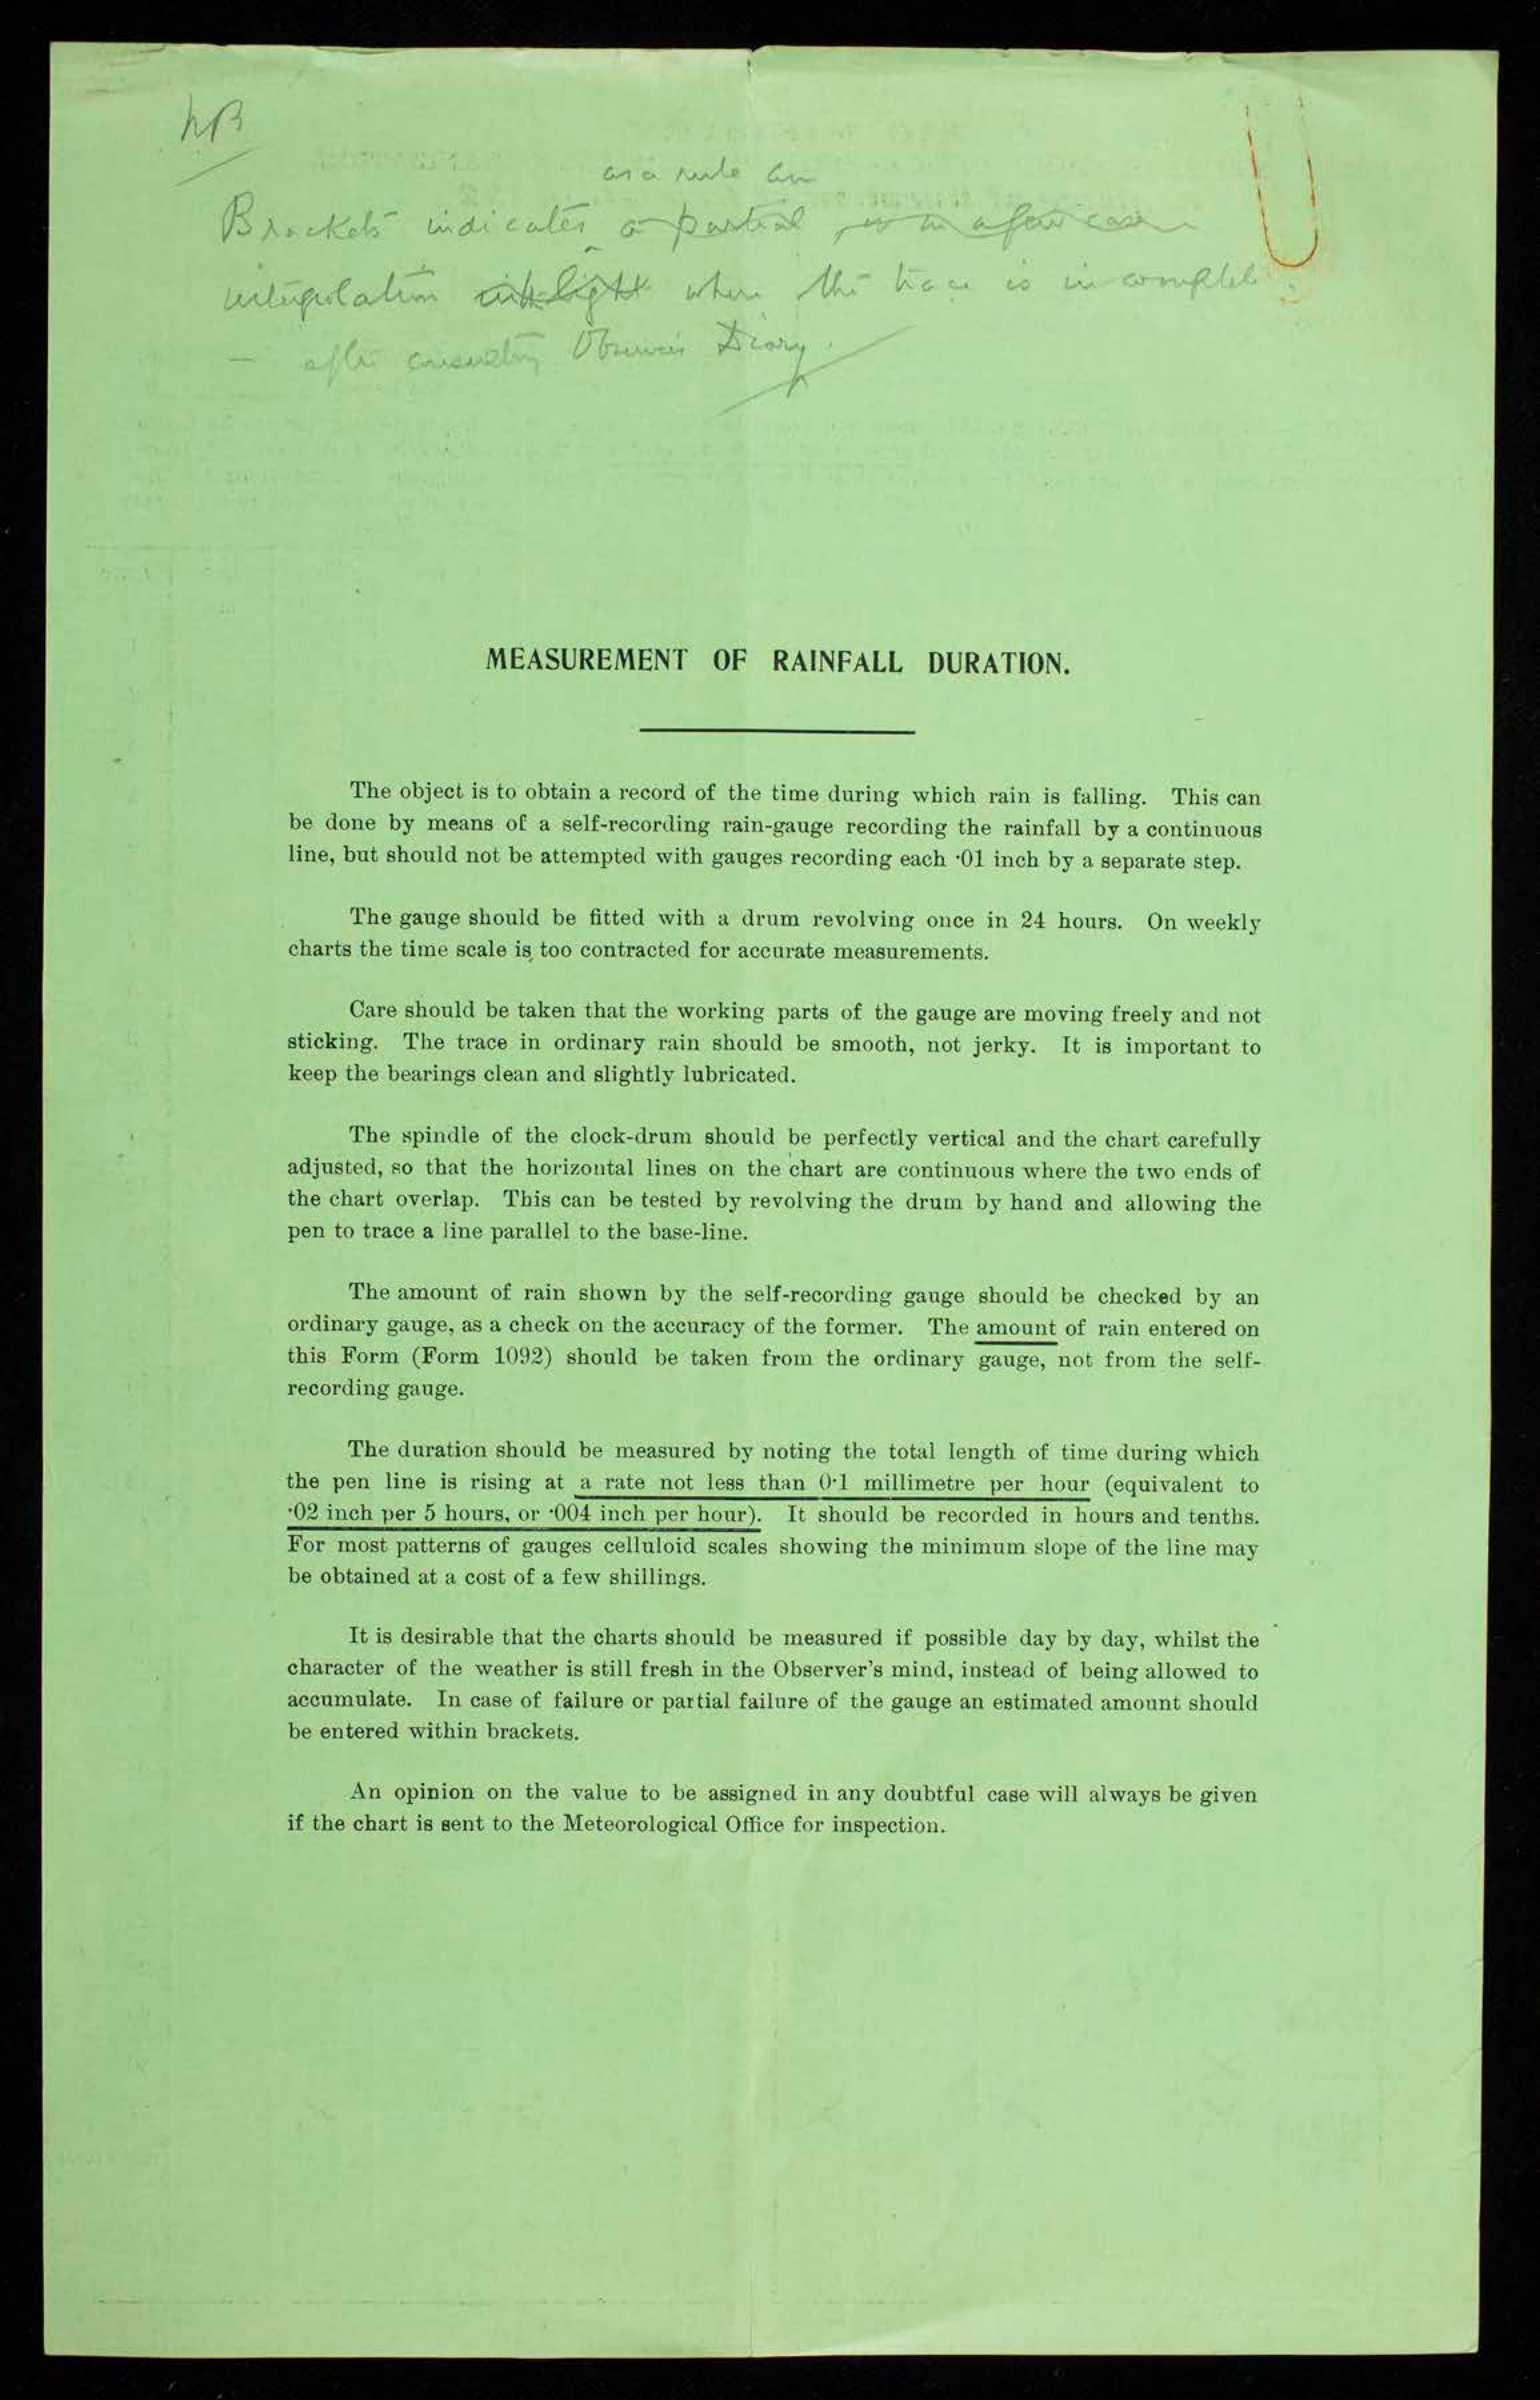 NB
as a rule an
Brackets indicates a partial or in a few cases
interpolation where the trace is incomplete
— after consulting Observer's Diary.
MEASUREMENT OF RAINFALL DURATION.
The object is to obtain a record of the time during which rain is falling. This can
be done by means of a self-recording rain-gauge recording the rainfall by a continuous
line, but should not be attempted with gauges recording each ·01 inch by a separate step.
The gauge should be fitted with a drum revolving once in 24 hours. On weekly
charts the time scale is too contracted for accurate measurements.
Care should be taken that the working parts of the gauge are moving freely and not
sticking. The trace in ordinary rain should be smooth, not jerky. It is important to
keep the bearings clean and slightly lubricated.
The spindle of the clock-drum should be perfectly vertical and the chart carefully
adjusted, so that the horizontal lines on the chart are continuous where the two ends of
the chart overlap. This can be tested by revolving the drum by hand and allowing the
pen to trace a line parallel to the base-line.
The amount of rain shown by the self-recording gauge should be checked by an
ordinary gauge, as a check on the accuracy of the former. The amount of rain entered on
this Form (Form 1092) should be taken from the ordinary gauge, not from the self-
recording gauge.
The duration should be measured by noting the total length of time during which
the pen line is rising at a rate not less than 0·1 millimetre per hour (equivalent to
·02 inch per 5 hours, or ·004 inch per hour). It should be recorded in hours and tenths.
For most patterns of gauges celluloid scales showing the minimum slope of the line may
be obtained at a cost of a few shillings.
It is desirable that the charts should be measured if possible day by day, whilst the
character of the weather is still fresh in the Observer's mind, instead of being allowed to
accumulate. In case of failure or partial failure of the gauge an estimated amount should
be entered within brackets.
An opinion on the value to be assigned in any doubtful case will always be given
if the chart is sent to the Meteorological Office for inspection.